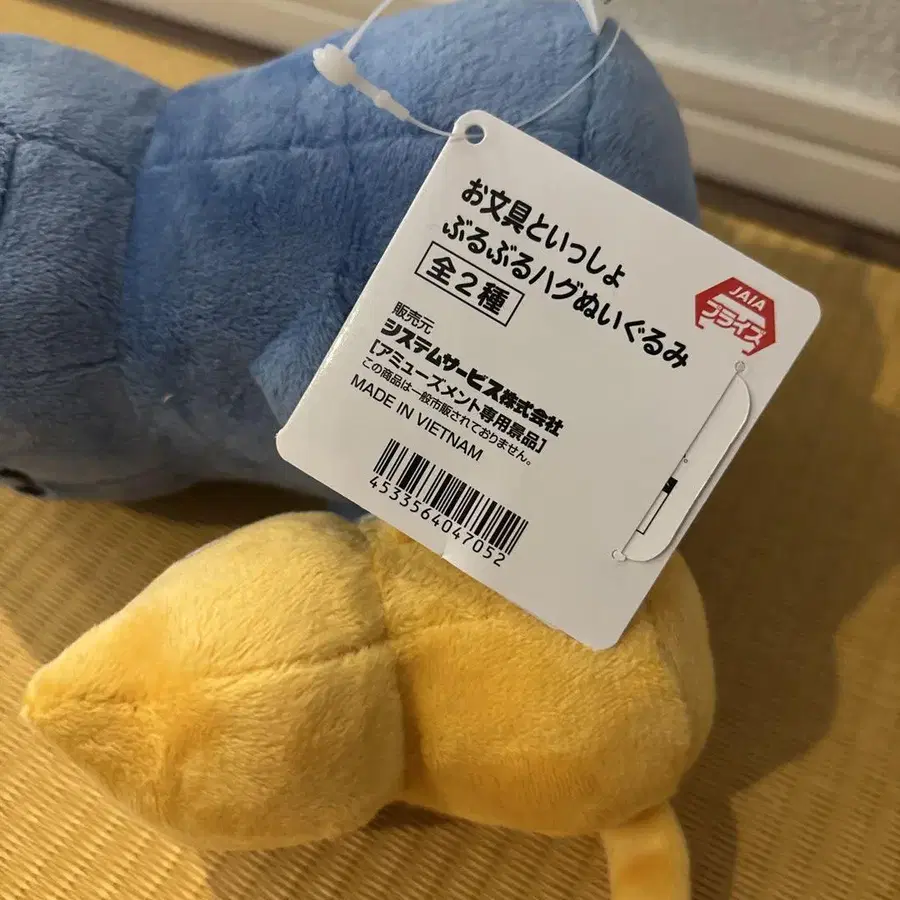 お文具といっしょ
ぶるぶるハグぬいぐるみ
全2種
JAIA
プライズ
販売元
システムサービス株式会社
[アミューズメント専用景品]
この商品は一般市販されておりません。
MADE IN VIETNAM
4533564047052